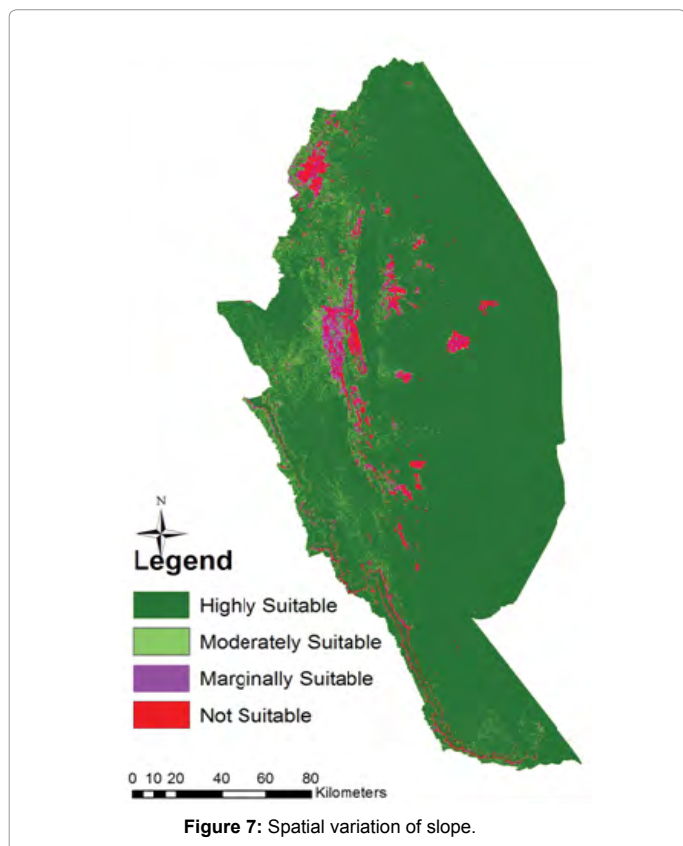 N
Legend
Highly Suitable
Moderately Suitable
Marginally Suitable
Not Suitable
0 10 20 40 60 80
Kilometers
Figure 7: Spatial variation of slope.